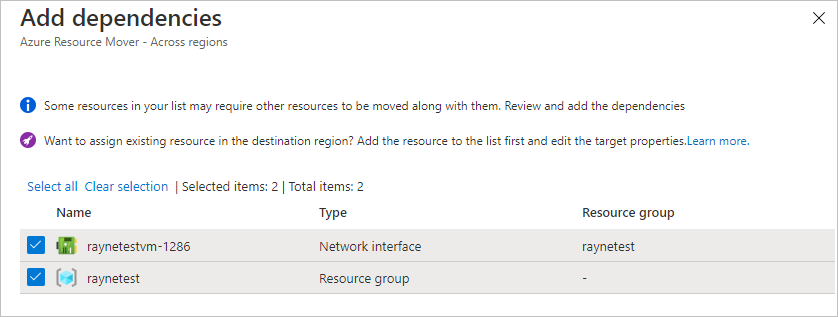 Add dependencies
Azure Resource Mover - Across regions
Some resources in your list may require other resources to be moved along with them. Review and add the dependencies
Want to assign existing resource in the destination region? Add the resource to the list first and edit the target properties.Learn more.
Select all Clear selection | Selected items: 2 | Total items: 2
Name Type Resource group
raynetestvm-1286 Network interface raynetest
raynetest Resource group -